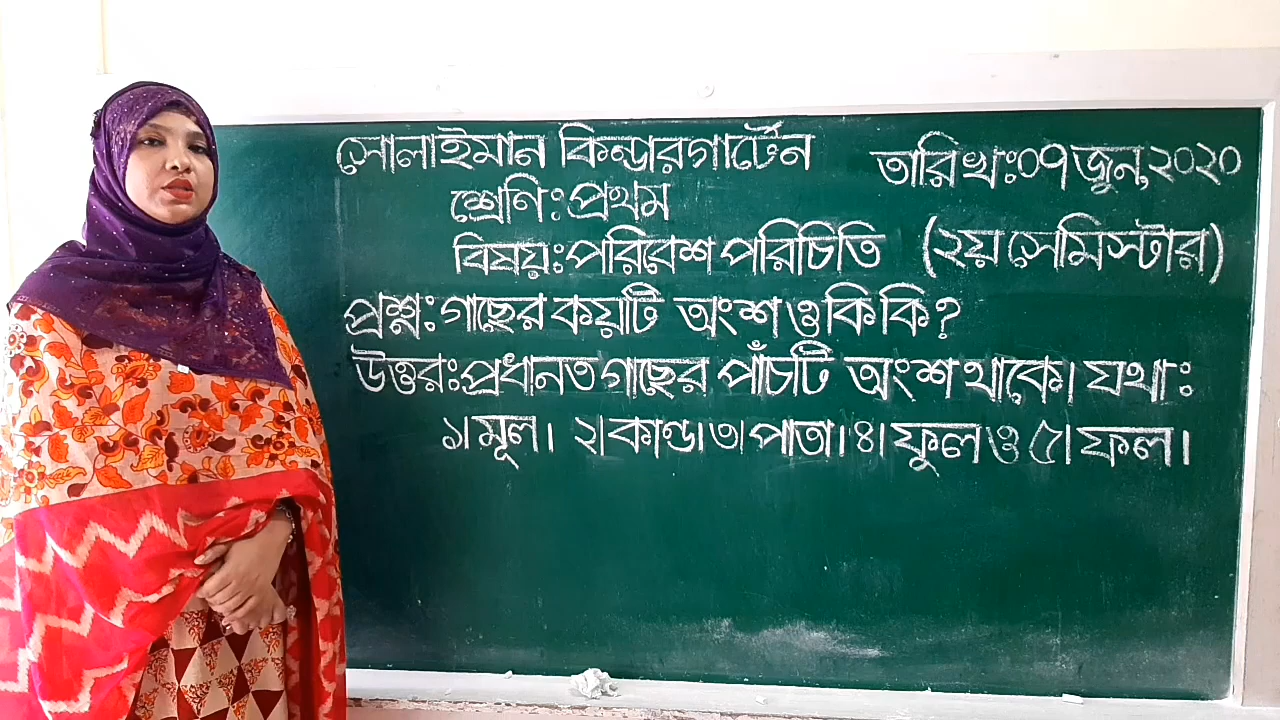 সোলাইমান কিন্ডারগার্টেন
তারিখ:০৭জুন,২০২০
শ্রেণি:প্রথম
বিষয়:পরিবেশ পরিচিতি (২য় সেমিস্টার)
প্রশ্ন: গাছের কয়টি অংশ ও কি কি?
উত্তর:প্রধানত গাছের পাঁচটি অংশ থাকে। যথা:
১।মূল। ২।কান্ড। ৩।পাতা। ৪।ফুল ও ৫।ফল।